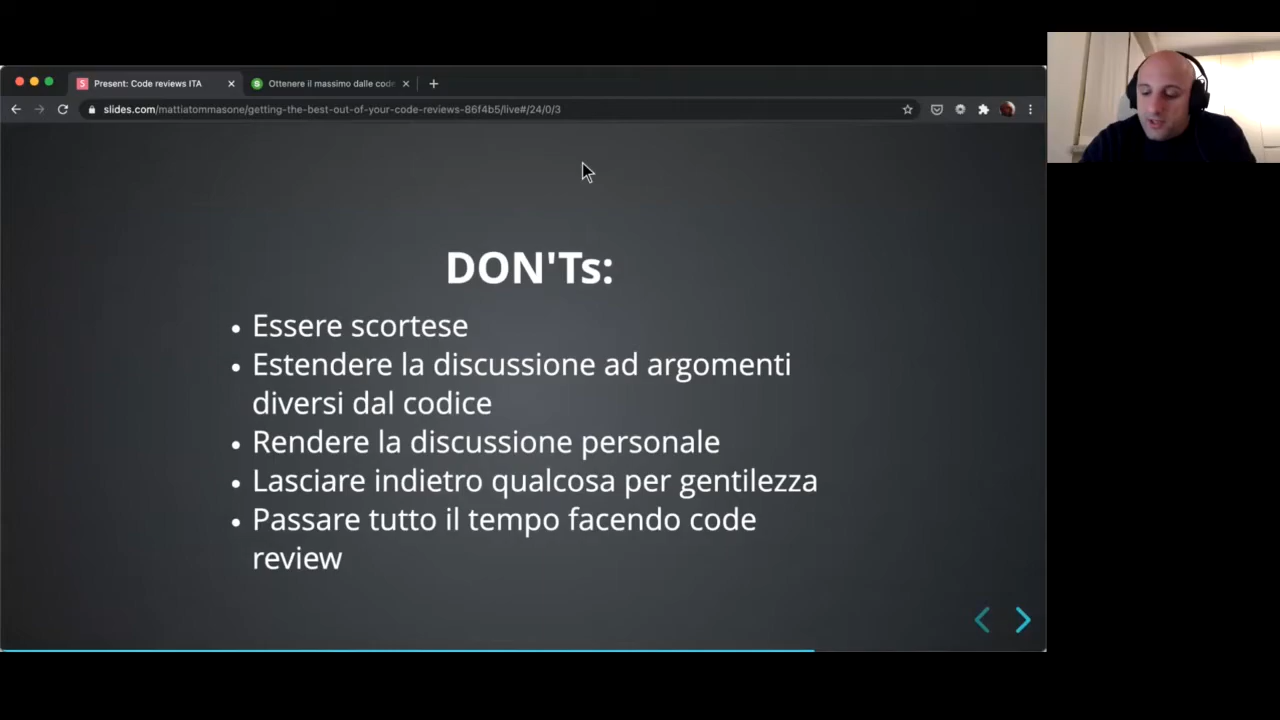 Present: Code reviews ITA
Ottenere il massimo dalle code
slides.com/mattiatommasone/getting-the-best-out-of-your-code-reviews-86f4b5/live#/24/0/3
DON'Ts:
• Essere scortese
• Estendere la discussione ad argomenti
diversi dal codice
• Rendere la discussione personale
• Lasciare indietro qualcosa per gentilezza
• Passare tutto il tempo facendo code
review